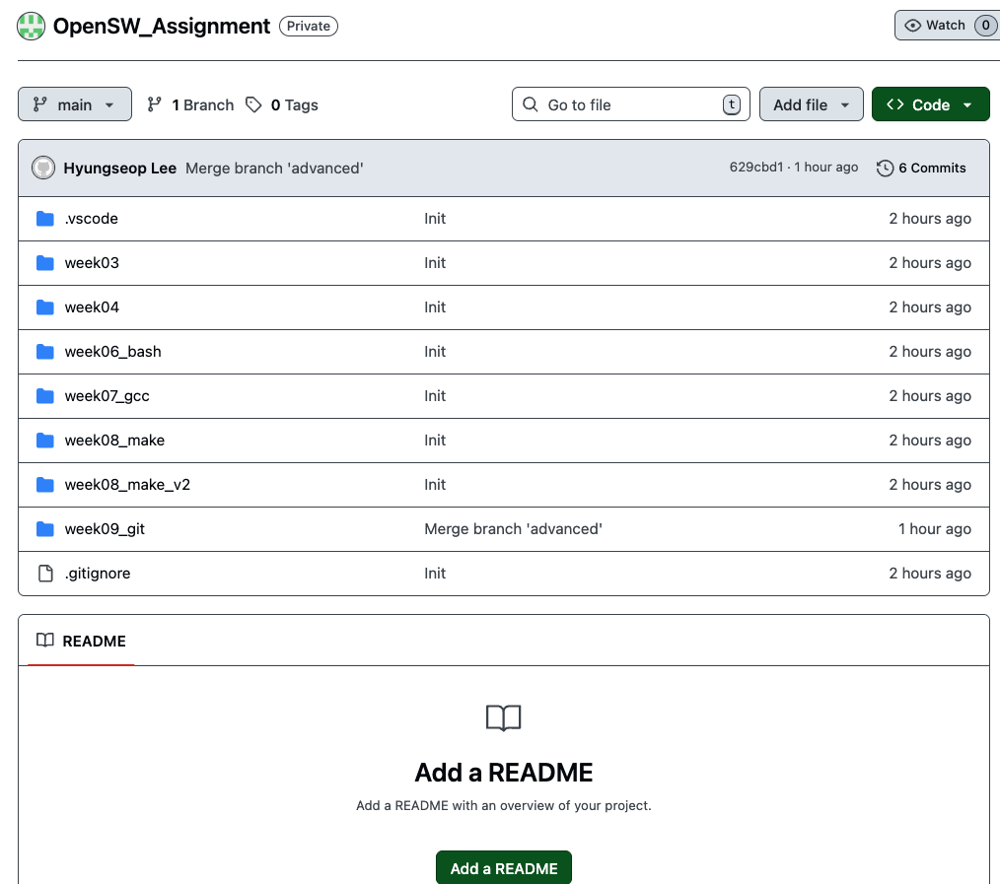 OpenSW_Assignment Private Watch 0
main 1 Branch 0 Tags Go to file t Add file Code
Hyungseop Lee Merge branch 'advanced' 629cbd1 · 1 hour ago 6 Commits
.vscode Init 2 hours ago
week03 Init 2 hours ago
week04 Init 2 hours ago
week06_bash Init 2 hours ago
week07_gcc Init 2 hours ago
week08_make Init 2 hours ago
week08_make_v2 Init 2 hours ago
week09_git Merge branch 'advanced' 1 hour ago
.gitignore Init 2 hours ago
README
Add a README
Add a README with an overview of your project.
Add a README